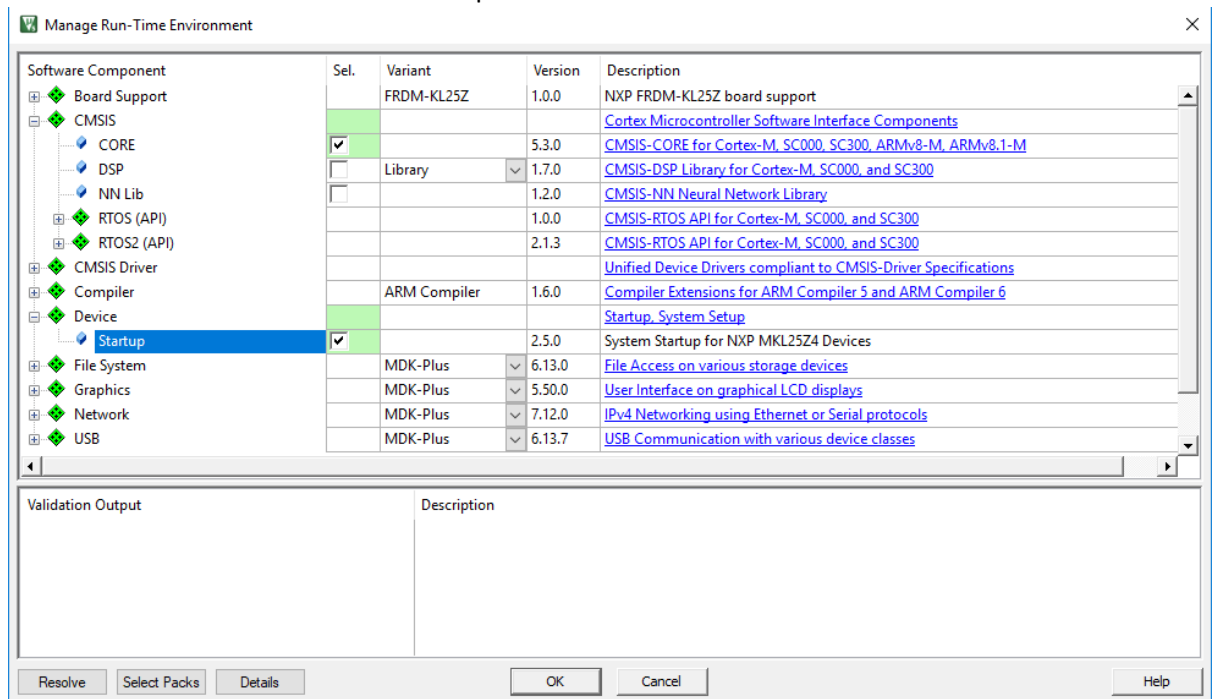 Manage Run-Time Environment
Software Component Sel. Variant Version Description
Board Support FRDM-KL25Z 1.0.0 NXP FRDM-KL25Z board support
CMSIS Cortex Microcontroller Software Interface Components
CORE 5.3.0 CMSIS-CORE for Cortex-M, SC000, SC300, ARMv8-M, ARMv8.1-M
DSP Library 1.7.0 CMSIS-DSP Library for Cortex-M, SC000, and SC300
NN Lib 1.2.0 CMSIS-NN Neural Network Library
RTOS (API) 1.0.0 CMSIS-RTOS API for Cortex-M, SC000, and SC300
RTOS2 (API) 2.1.3 CMSIS-RTOS API for Cortex-M, SC000, and SC300
CMSIS Driver Unified Device Drivers compliant to CMSIS-Driver Specifications
Compiler ARM Compiler 1.6.0 Compiler Extensions for ARM Compiler 5 and ARM Compiler 6
Device Startup, System Setup
Startup 2.5.0 System Startup for NXP MKL25Z4 Devices
File System MDK-Plus 6.13.0 File Access on various storage devices
Graphics MDK-Plus 5.50.0 User Interface on graphical LCD displays
Network MDK-Plus 7.12.0 IPv4 Networking using Ethernet or Serial protocols
USB MDK-Plus 6.13.7 USB Communication with various device classes
Validation Output Description
Resolve Select Packs Details OK Cancel Help